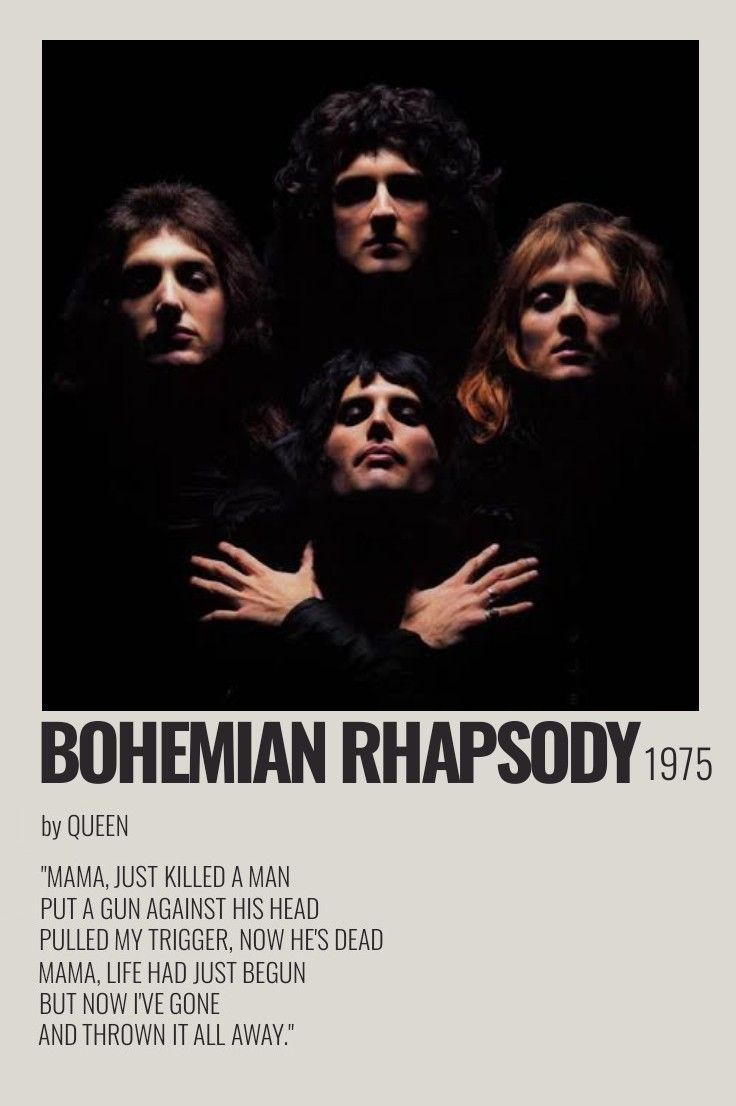 BOHEMIAN RHAPSODY 1975
by QUEEN
"MAMA, JUST KILLED A MAN
PUT A GUN AGAINST HIS HEAD
PULLED MY TRIGGER, NOW HE'S DEAD
MAMA, LIFE HAD JUST BEGUN
BUT NOW I'VE GONE
AND THROWN IT ALL AWAY."